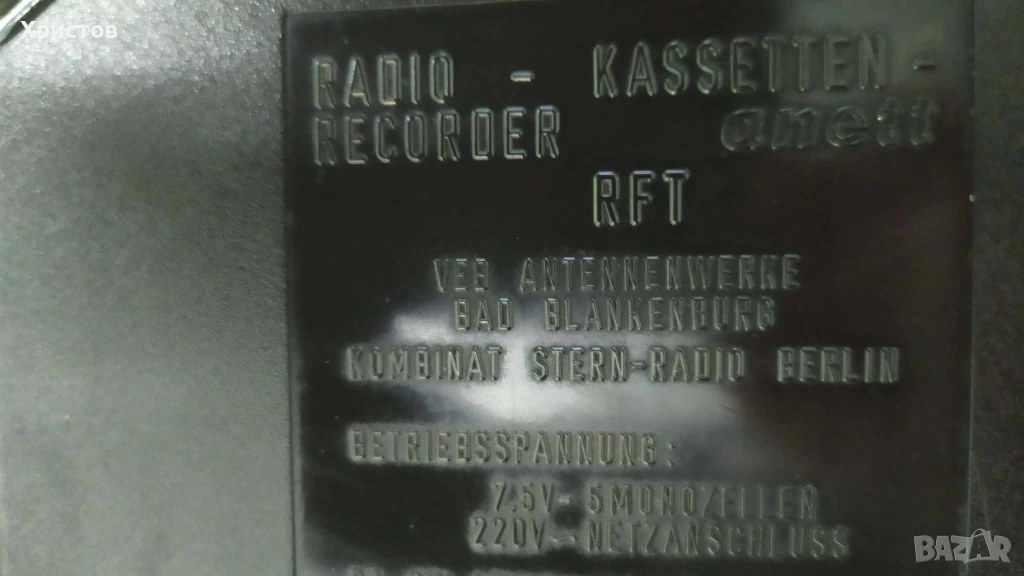 Христов
RADIO - KASSETTEN-
RECORDER anett
RFT
VEB ANTENNENWERKE
BAD BLANKENBURG
KOMBINAT STERN-RADIO BERLIN
BETRIEBSSPANNUNG:
7,5V- 5MONOZELLEN
220V~ NETZANSCHLUSS
BAZAR